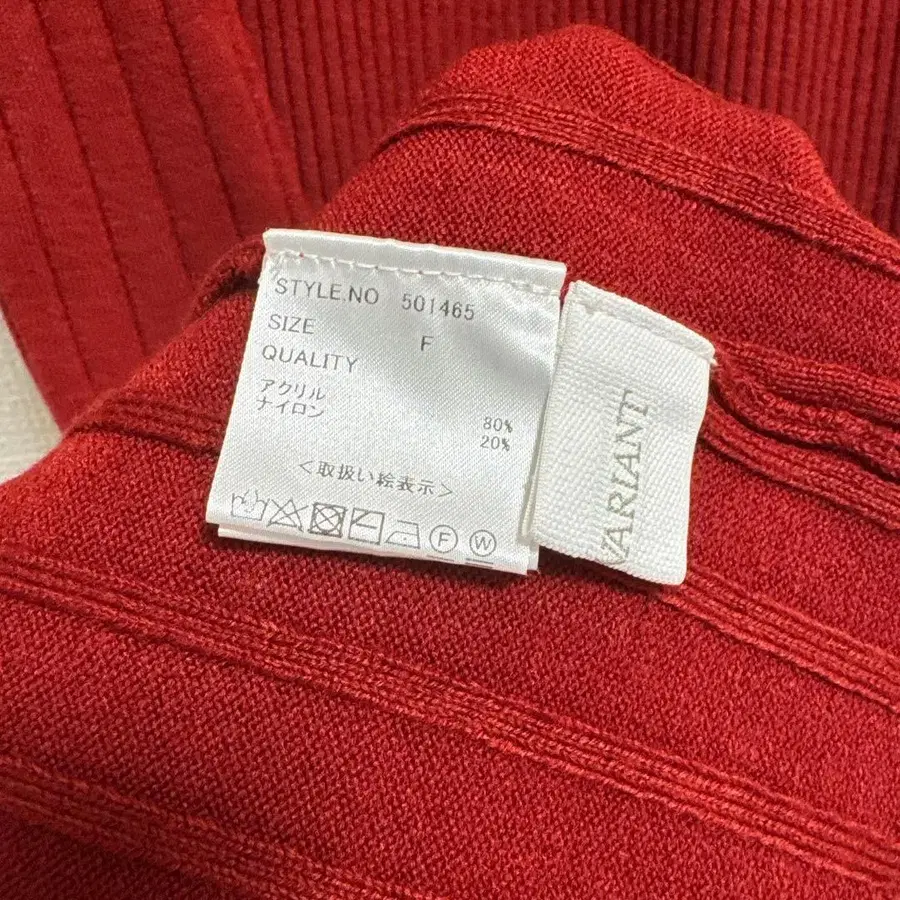 STYLE.NO 501465
SIZE F
QUALITY
アクリル 80%
ナイロン 20%
<取扱い絵表示>
F W
VARIANT